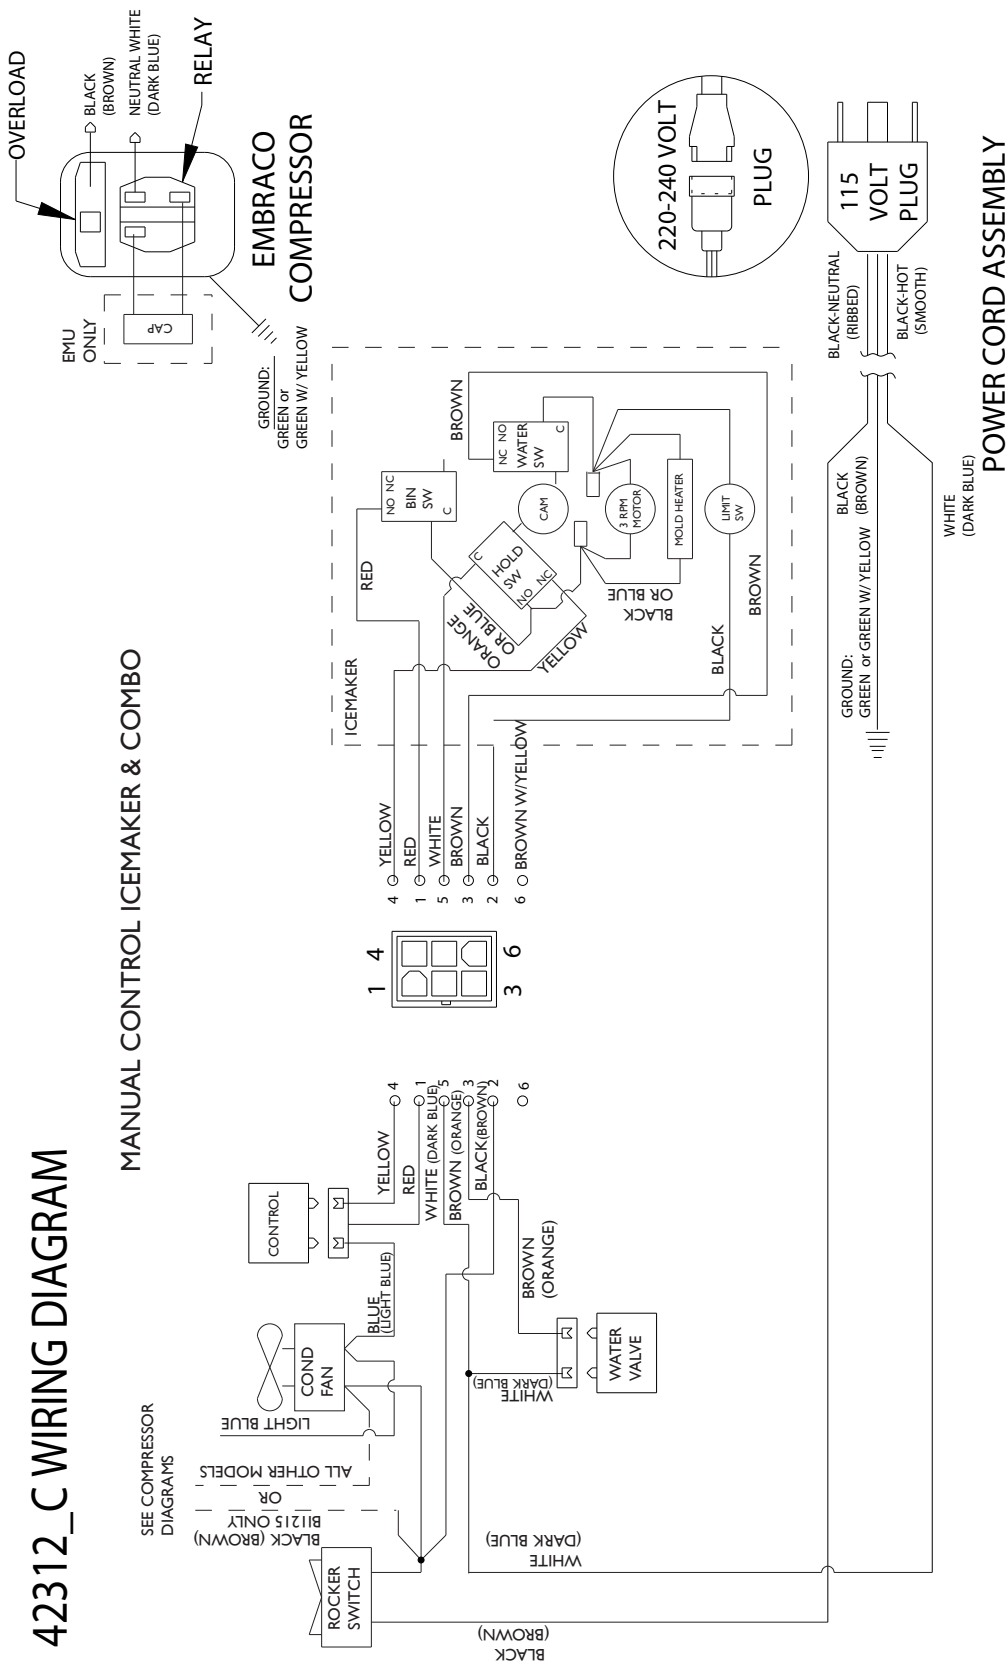 42312_C WIRING DIAGRAM
MANUAL CONTROL ICEMAKER & COMBO
OVERLOAD
BLACK
(BROWN)
NEUTRAL WHITE
(DARK BLUE)
RELAY
EMBRACO
COMPRESSOR
EMU
ONLY
CAP
GROUND:
GREEN or
GREEN W/ YELLOW
SEE COMPRESSOR
DIAGRAMS
CONTROL
COND
FAN
LIGHT BLUE
BLUE
(LIGHT BLUE)
ALL OTHER MODELS
OR
BI1215 ONLY
BLACK (BROWN)
ROCKER
SWITCH
YELLOW
RED
WHITE (DARK BLUE)
BROWN (ORANGE)
BLACK(BROWN)
4
1
5
3
2
6
BROWN
(ORANGE)
WHITE
(DARK BLUE)
WATER
VALVE
WHITE
(DARK BLUE)
BLACK
(BROWN)
1 4
3 6
4
1
5
3
2
6
YELLOW
RED
WHITE
BROWN
BLACK
BROWN W/YELLOW
ICEMAKER
RED
NO NC
BIN
SW
C
BROWN
NC NO
WATER
SW
C
CAM
C
HOLD
SW
NO NC
ORANGE
OR BLUE
YELLOW
BLACK
OR BLUE
3 RPM
MOTOR
MOLD HEATER
LIMIT
SW
BLACK
BROWN
220-240 VOLT
PLUG
115
VOLT
PLUG
BLACK-NEUTRAL
(RIBBED)
BLACK-HOT
(SMOOTH)
BLACK
(BROWN)
GROUND:
GREEN or GREEN W/ YELLOW
WHITE
(DARK BLUE)
POWER CORD ASSEMBLY